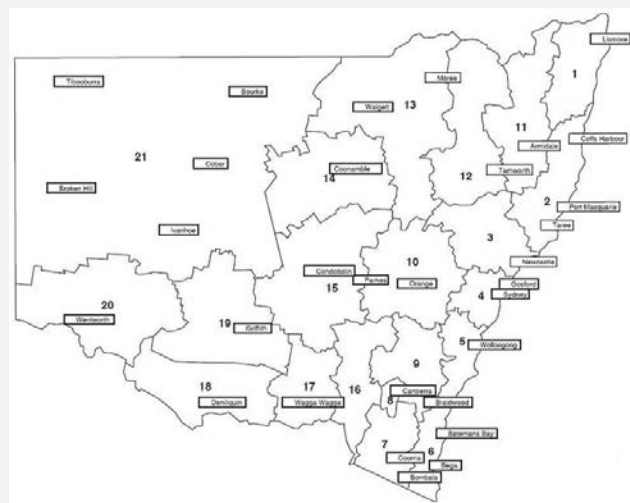 Lismore
1
Tibooburra
Moree
Bourke
Walgett
13
11
Coffs Harbour
Armidale
21
Cobar
14
Coonamble
12
Tamworth
Broken Hill
2
Port Macquarie
Taree
Ivanhoe
3
10
Newcastle
Condobolin
Parkes
15
Orange
4
Gosford
Sydney
20
Wentworth
19
Griffith
5
Wollongong
9
18
17
16
Canberra
8
Deniliquin
Wagga Wagga
Braidwood
Batemans Bay
7
6
Cooma
Bega
Bombala